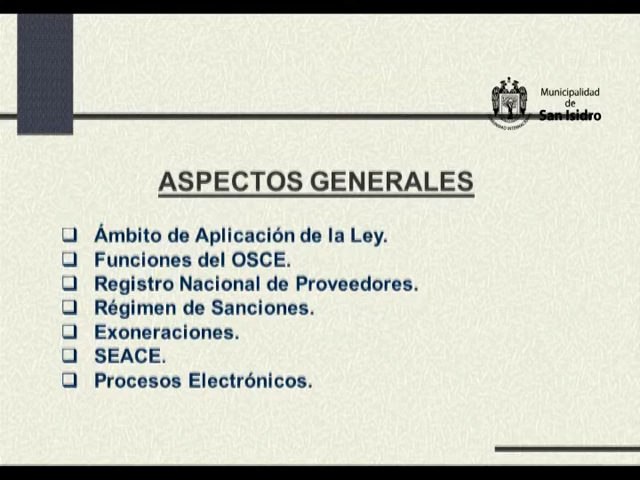 Municipalidad
de
San Isidro
ASPECTOS GENERALES
Ámbito de Aplicación de la Ley.
Funciones del OSCE.
Registro Nacional de Proveedores.
Régimen de Sanciones.
Exoneraciones.
SEACE.
Procesos Electrónicos.